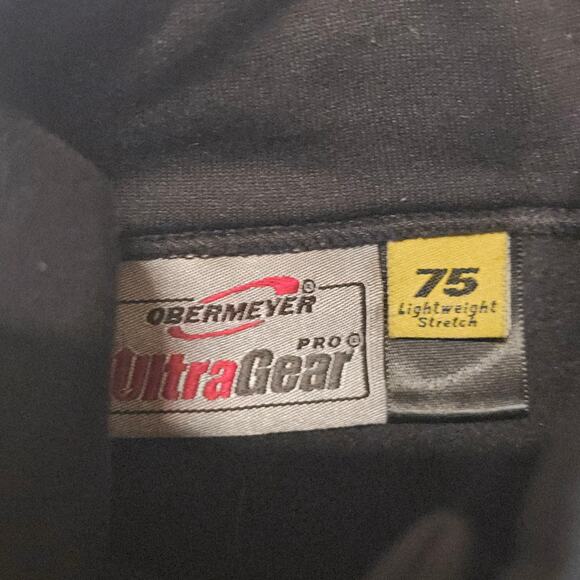 OBERMEYER®
PRO®
UltraGear
75
Lightweight
Stretch